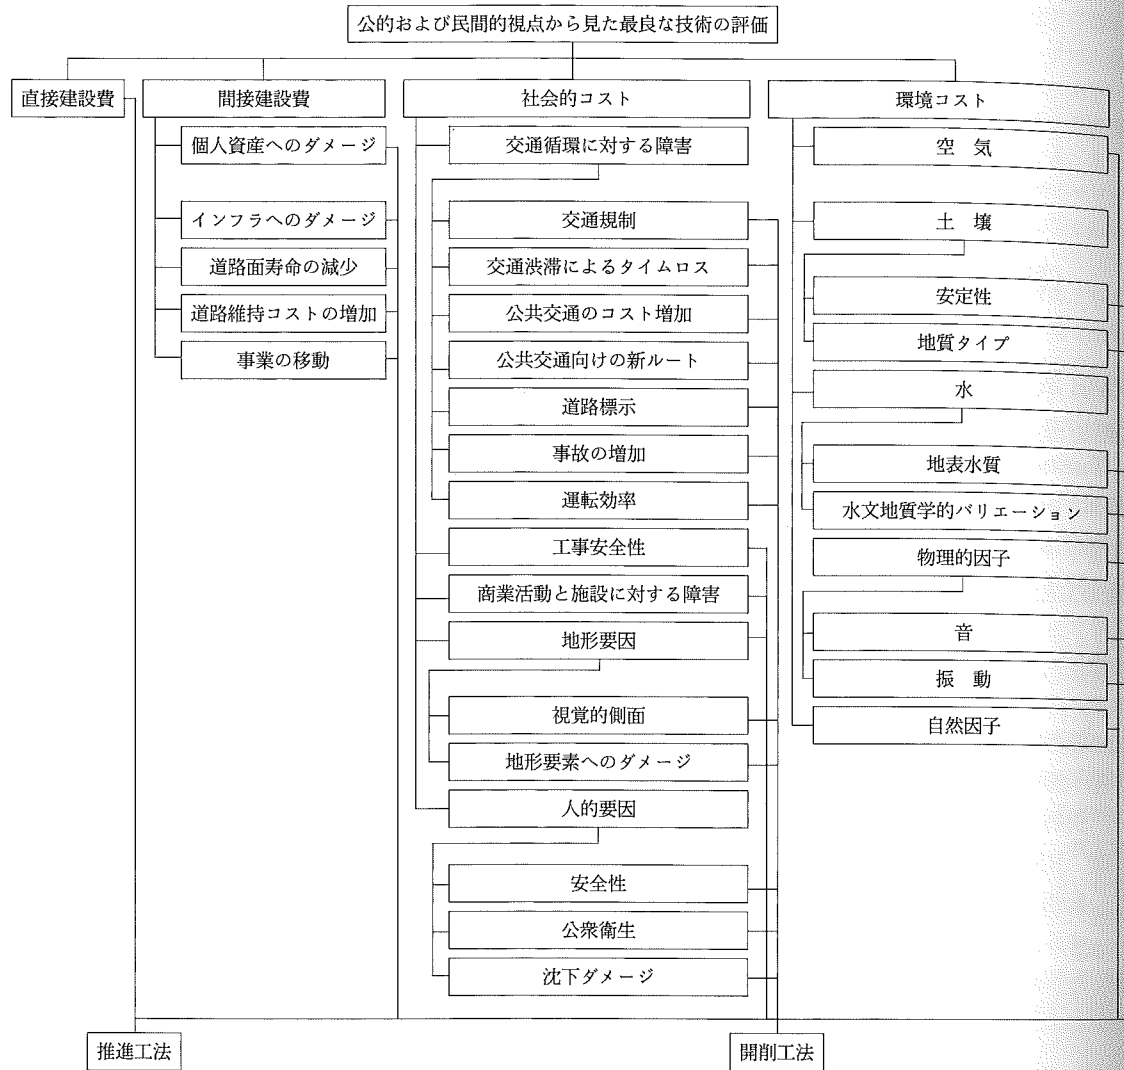 公的および民間的視点から見た最良な技術の評価
直接建設費
間接建設費
個人資産へのダメージ
インフラへのダメージ
道路面寿命の減少
道路維持コストの増加
事業の移動
社会的コスト
交通循環に対する障害
交通規制
交通渋滞によるタイムロス
公共交通のコスト増加
公共交通向けの新ルート
道路標示
事故の増加
運転効率
工事安全性
商業活動と施設に対する障害
地形要因
視覚的側面
地形要素へのダメージ
人的要因
安全性
公衆衛生
沈下ダメージ
環境コスト
空 気
土 壌
安定性
地質タイプ
水
地表水質
水文地質学的バリエーション
物理的因子
音
振 動
自然因子
推進工法
開削工法